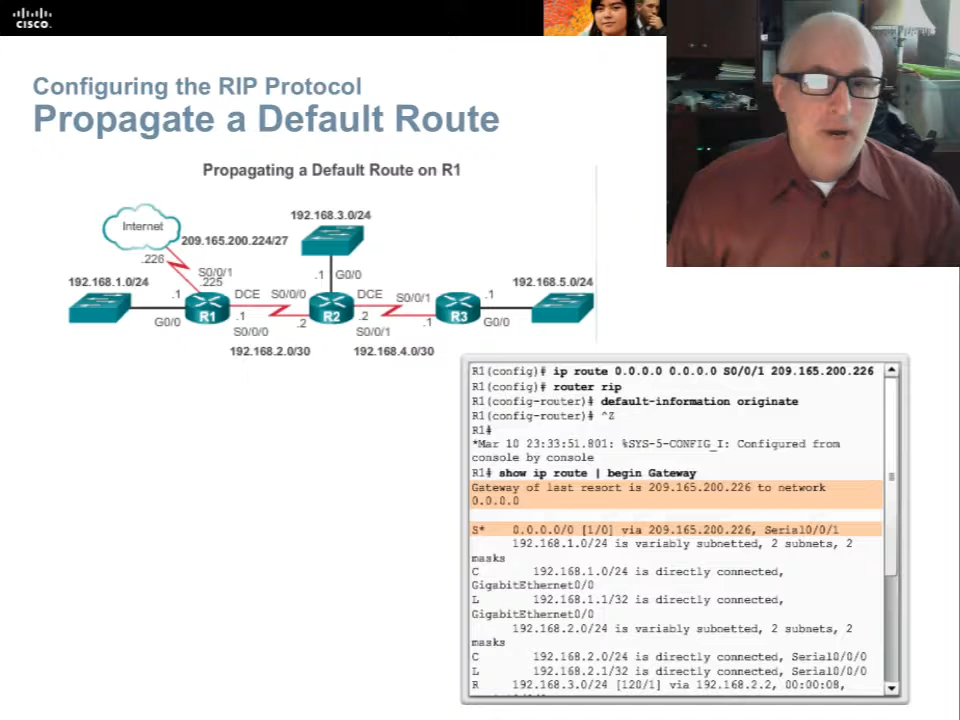 CISCO
Configuring the RIP Protocol
Propagate a Default Route
Propagating a Default Route on R1
192.168.3.0/24
Internet
209.165.200.224/27
.226
S0/0/1
.1
G0/0
192.168.1.0/24
.225
192.168.5.0/24
.1
DCE
S0/0/0
DCE
S0/0/1
.1
R1
R2
R3
G0/0
.1
.2
.2
.1
G0/0
S0/0/0
S0/0/1
192.168.2.0/30
192.168.4.0/30
R1(config)# ip route 0.0.0.0 0.0.0.0 S0/0/1 209.165.200.226
R1(config)# router rip
R1(config-router)# default-information originate
R1(config-router)# ^Z
R1#
*Mar 10 23:33:51.801: %SYS-5-CONFIG_I: Configured from
console by console
R1# show ip route | begin Gateway
Gateway of last resort is 209.165.200.226 to network
0.0.0.0
S* 0.0.0.0/0 [1/0] via 209.165.200.226, Serial0/0/1
192.168.1.0/24 is variably subnetted, 2 subnets, 2
masks
C 192.168.1.0/24 is directly connected,
GigabitEthernet0/0
L 192.168.1.1/32 is directly connected,
GigabitEthernet0/0
192.168.2.0/24 is variably subnetted, 2 subnets, 2
masks
C 192.168.2.0/24 is directly connected, Serial0/0/0
L 192.168.2.1/32 is directly connected, Serial0/0/0
R 192.168.3.0/24 [120/1] via 192.168.2.2, 00:00:08,